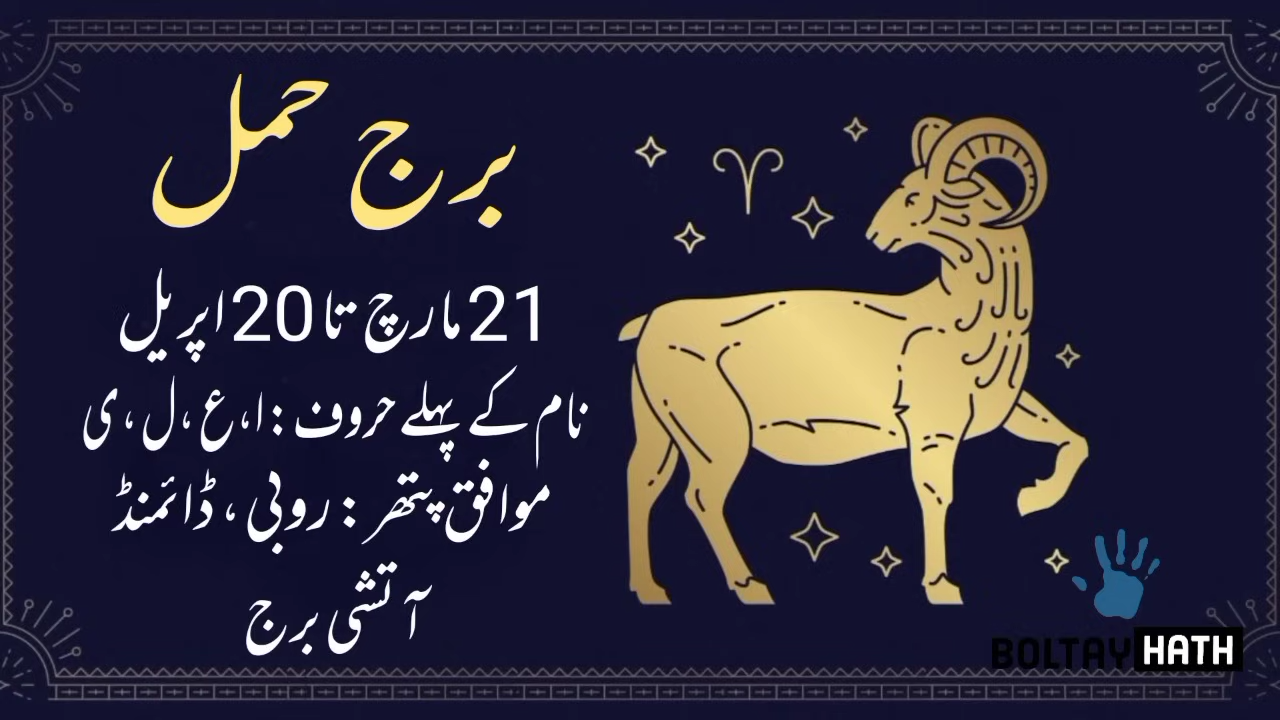 برج حمل
21 مارچ تا 20 اپریل
نام کے پہلے حروف : ا، ع، ل، ی
موافق پتھر : روبی، ڈائمنڈ
آتشی برج
BOLTAY HATH